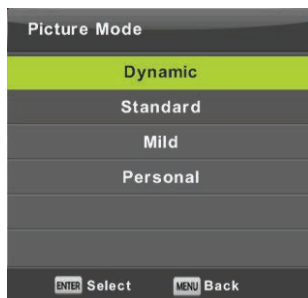 Picture Mode
Dynamic
Standard
Mild
Personal
ENTER Select MENU Back